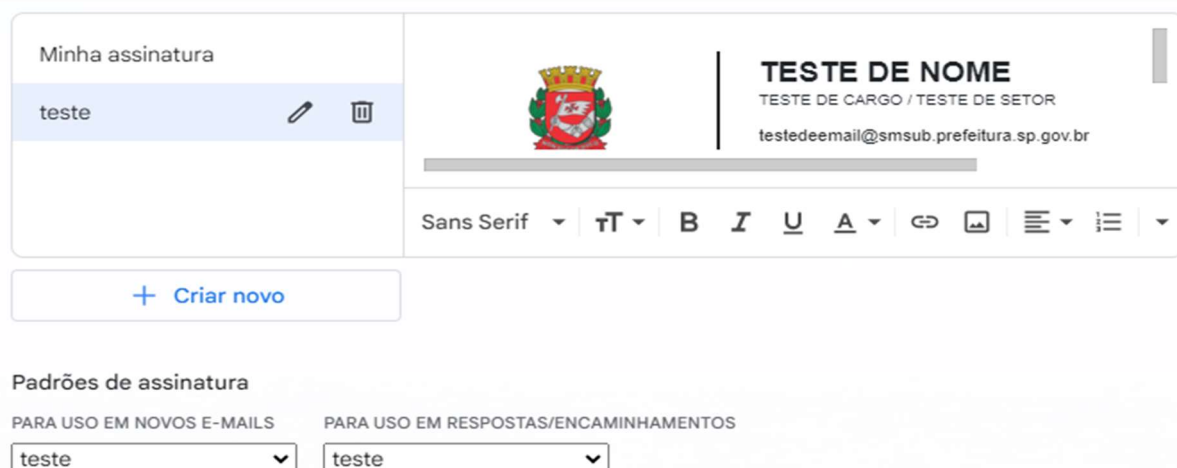 Minha assinatura
teste
TESTE DE NOME
TESTE DE CARGO / TESTE DE SETOR
testedeemail@smsub.prefeitura.sp.gov.br
Sans Serif
B I U A
+ Criar novo
Padrões de assinatura
PARA USO EM NOVOS E-MAILS PARA USO EM RESPOSTAS/ENCAMINHAMENTOS
teste teste